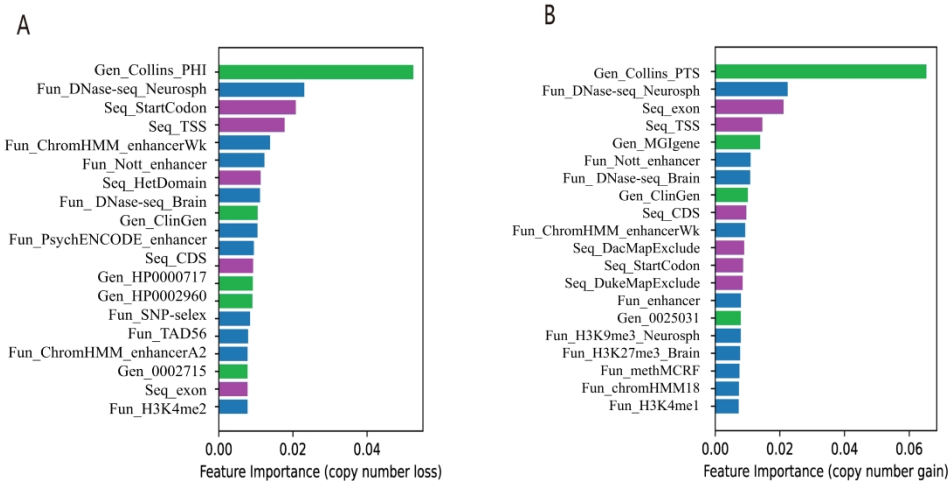 A
Gen_Collins_PHI
Fun_DNase-seq_Neurosph
Seq_StartCodon
Seq_TSS
Fun_ChromHMM_enhancerWk
Fun_Nott_enhancer
Seq_HetDomain
Fun_ DNase-seq_Brain
Gen_ClinGen
Fun_PsychENCODE_enhancer
Seq_CDS
Gen_HP0000717
Gen_HP0002960
Fun_SNP-selex
Fun_TAD56
Fun_ChromHMM_enhancerA2
Gen_0002715
Seq_exon
Fun_H3K4me2
0.00 0.02 0.04
Feature Importance (copy number loss)
B
Gen_Collins_PTS
Fun_DNase-seq_Neurosph
Seq_exon
Seq_TSS
Gen_MGIgene
Fun_Nott_enhancer
Fun_ DNase-seq_Brain
Gen_ClinGen
Seq_CDS
Fun_ChromHMM_enhancerWk
Seq_DacMapExclude
Seq_StartCodon
Seq_DukeMapExclude
Fun_enhancer
Gen_0025031
Fun_H3K9me3_Neurosph
Fun_H3K27me3_Brain
Fun_methMCRF
Fun_chromHMM18
Fun_H3K4me1
0.00 0.02 0.04 0.06
Feature Importance (copy number gain)